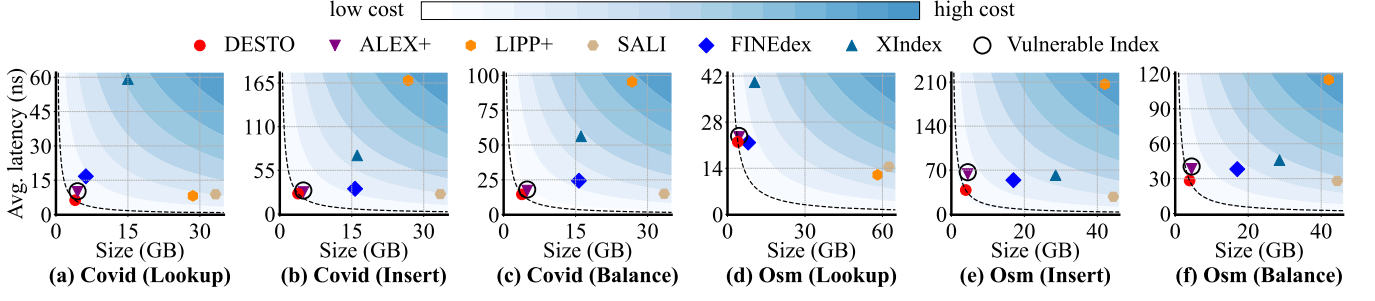 low cost high cost
DESTO ALEX+ LIPP+ SALI FINEdex XIndex Vulnerable Index
Avg. latency (ns)
60
45
30
15
0
0 15 30
Size (GB)
(a) Covid (Lookup)
165
110
55
0
0 15 30
Size (GB)
(b) Covid (Insert)
100
75
50
25
0
0 15 30
Size (GB)
(c) Covid (Balance)
42
28
14
0
0 20 40 60
Size (GB)
(d) Osm (Lookup)
210
140
70
0
0 20 40
Size (GB)
(e) Osm (Insert)
120
90
60
30
0
0 20 40
Size (GB)
(f) Osm (Balance)